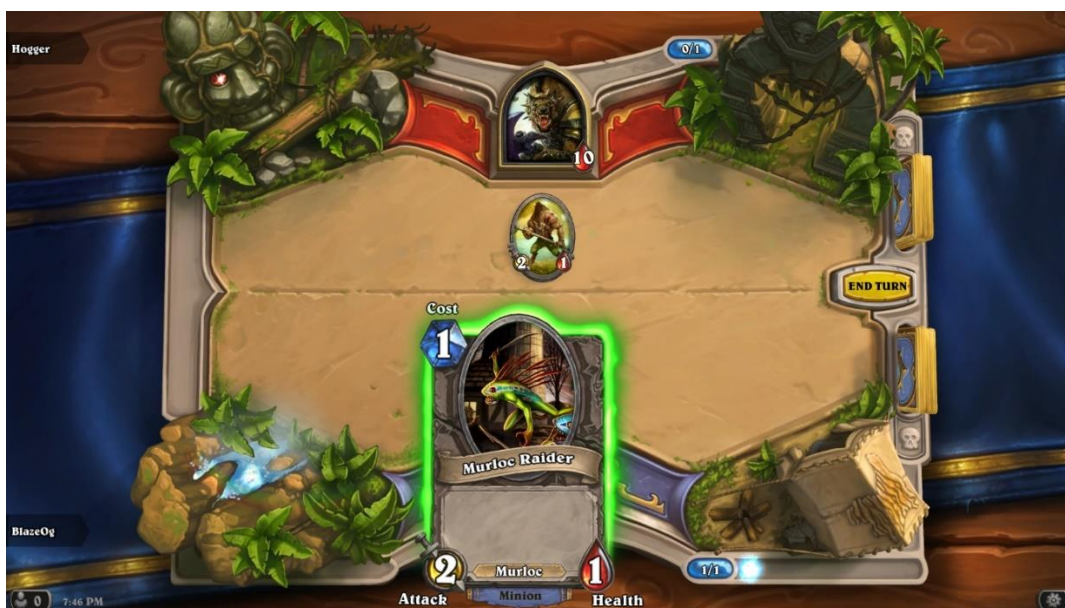 Hogger
0/1
10
2
1
END TURN
Cost
1
Murloc Raider
BlazeOg
1/1
2
Murloc
1
Attack
Minion
Health
0
7:46 PM